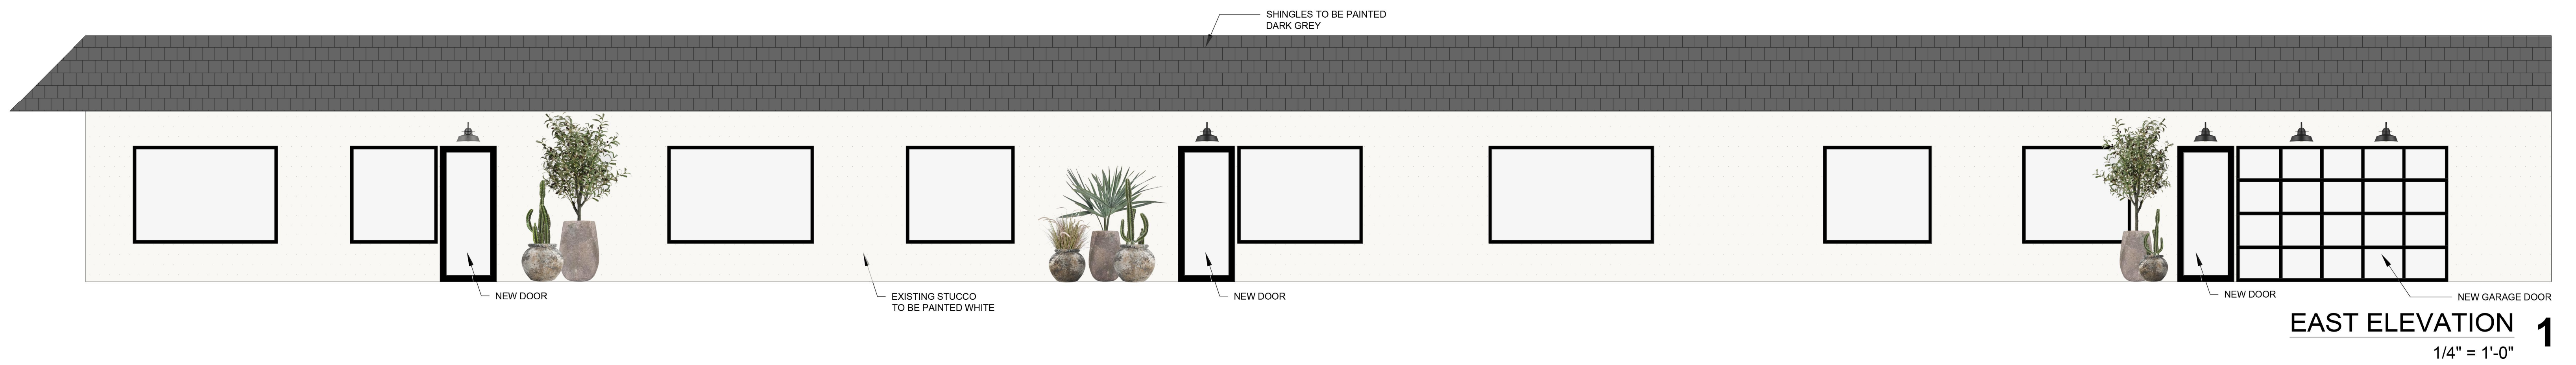 SHINGLES TO BE PAINTED
DARK GREY
NEW DOOR
EXISTING STUCCO
TO BE PAINTED WHITE
NEW DOOR
NEW DOOR
NEW GARAGE DOOR
EAST ELEVATION 1
1/4" = 1'-0"